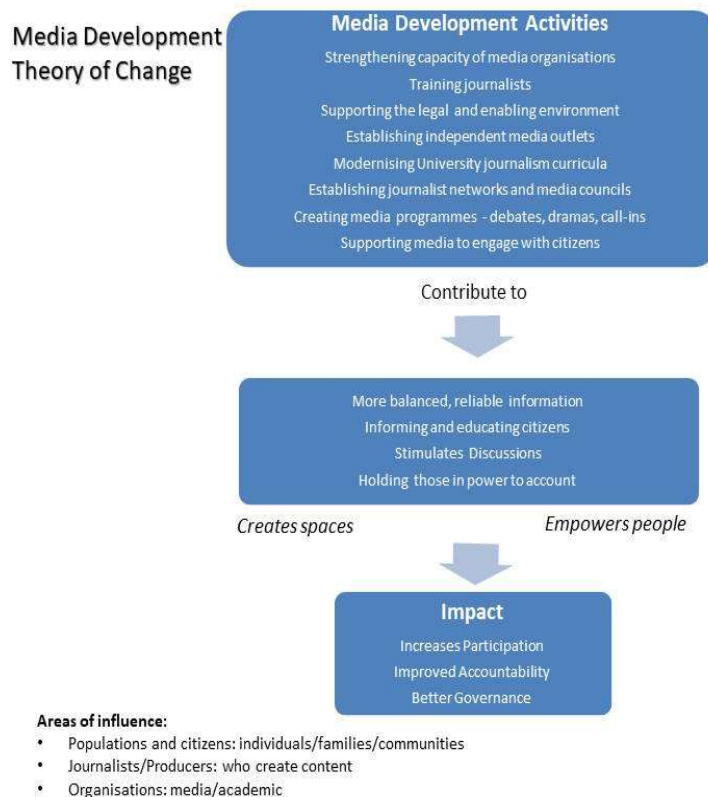 Media Development
Theory of Change
Media Development Activities
Strengthening capacity of media organisations
Training journalists
Supporting the legal and enabling environment
Establishing independent media outlets
Modernising University journalism curricula
Establishing journalist networks and media councils
Creating media programmes - debates, dramas, call-ins
Supporting media to engage with citizens
Contribute to
More balanced, reliable information
Informing and educating citizens
Stimulates Discussions
Holding those in power to account
Creates spaces
Empowers people
Impact
Increases Participation
Improved Accountability
Better Governance
Areas of influence:
• Populations and citizens: individuals/families/communities
• Journalists/Producers: who create content
• Organisations: media/academic